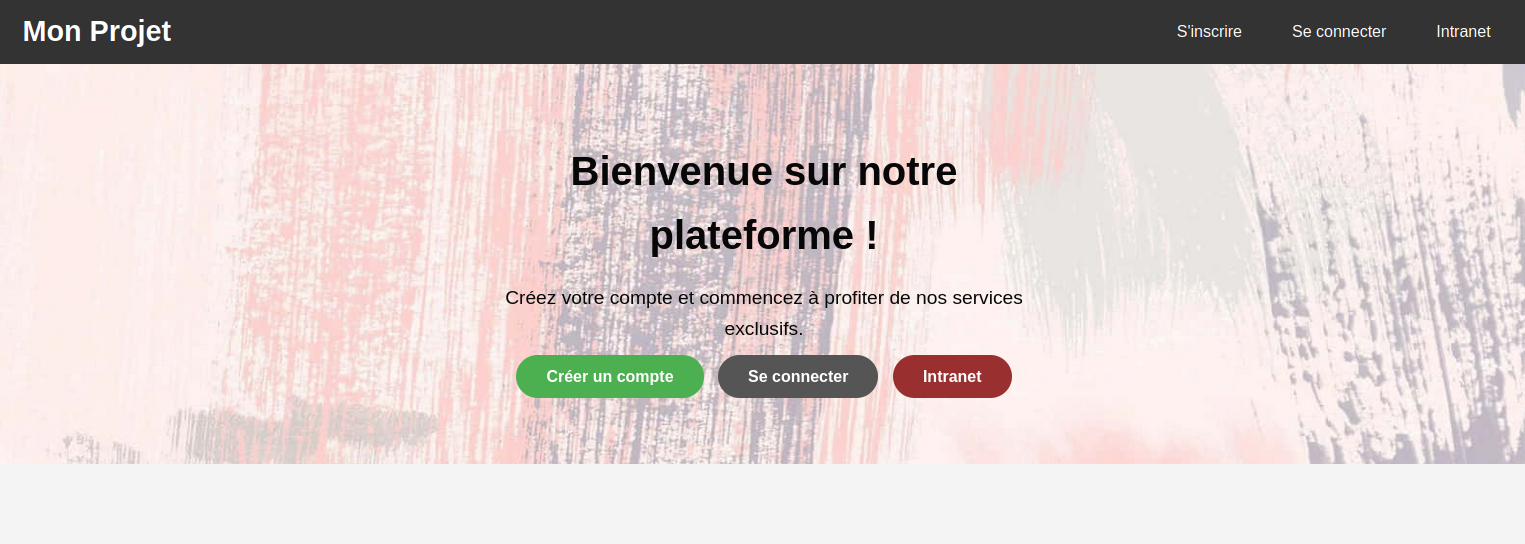 Mon Projet
S'inscrire
Se connecter
Intranet
Bienvenue sur notre
plateforme !
Créez votre compte et commencez à profiter de nos services
exclusifs.
Créer un compte
Se connecter
Intranet